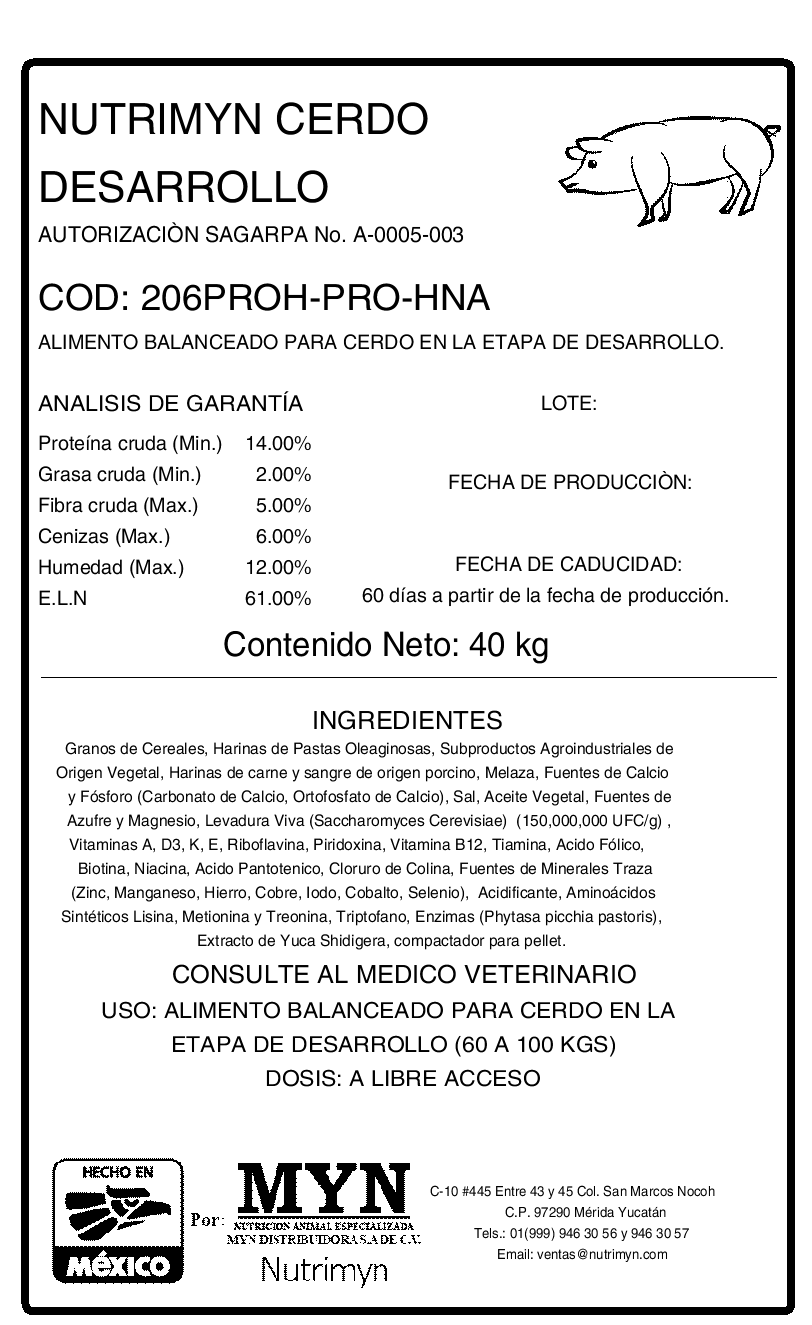 NUTRIMYN CERDO
DESARROLLO
AUTORIZACIÒN SAGARPA No. A-0005-003
COD: 206PROH-PRO-HNA
ALIMENTO BALANCEADO PARA CERDO EN LA ETAPA DE DESARROLLO.
ANALISIS DE GARANTÍA
Proteína cruda (Min.) 14.00%
Grasa cruda (Min.) 2.00%
Fibra cruda (Max.) 5.00%
Cenizas (Max.) 6.00%
Humedad (Max.) 12.00%
E.L.N 61.00%
LOTE:
FECHA DE PRODUCCIÒN:
FECHA DE CADUCIDAD:
60 días a partir de la fecha de producción.
Contenido Neto: 40 kg
INGREDIENTES
Granos de Cereales, Harinas de Pastas Oleaginosas, Subproductos Agroindustriales de
Origen Vegetal, Harinas de carne y sangre de origen porcino, Melaza, Fuentes de Calcio
y Fósforo (Carbonato de Calcio, Ortofosfato de Calcio), Sal, Aceite Vegetal, Fuentes de
Azufre y Magnesio, Levadura Viva (Saccharomyces Cerevisiae) (150,000,000 UFC/g) ,
Vitaminas A, D3, K, E, Riboflavina, Piridoxina, Vitamina B12, Tiamina, Acido Fólico,
Biotina, Niacina, Acido Pantotenico, Cloruro de Colina, Fuentes de Minerales Traza
(Zinc, Manganeso, Hierro, Cobre, Iodo, Cobalto, Selenio), Acidificante, Aminoácidos
Sintéticos Lisina, Metionina y Treonina, Triptofano, Enzimas (Phytasa picchia pastoris),
Extracto de Yuca Shidigera, compactador para pellet.
CONSULTE AL MEDICO VETERINARIO
USO: ALIMENTO BALANCEADO PARA CERDO EN LA
ETAPA DE DESARROLLO (60 A 100 KGS)
DOSIS: A LIBRE ACCESO
HECHO EN
MéXICO
Por:
MYN
NUTRICION ANIMAL ESPECIALIZADA
MYN DISTRIBUIDORA S.A DE C.V.
Nutrimyn
C-10 #445 Entre 43 y 45 Col. San Marcos Nocoh
C.P. 97290 Mérida Yucatán
Tels.: 01(999) 946 30 56 y 946 30 57
Email: ventas@nutrimyn.com